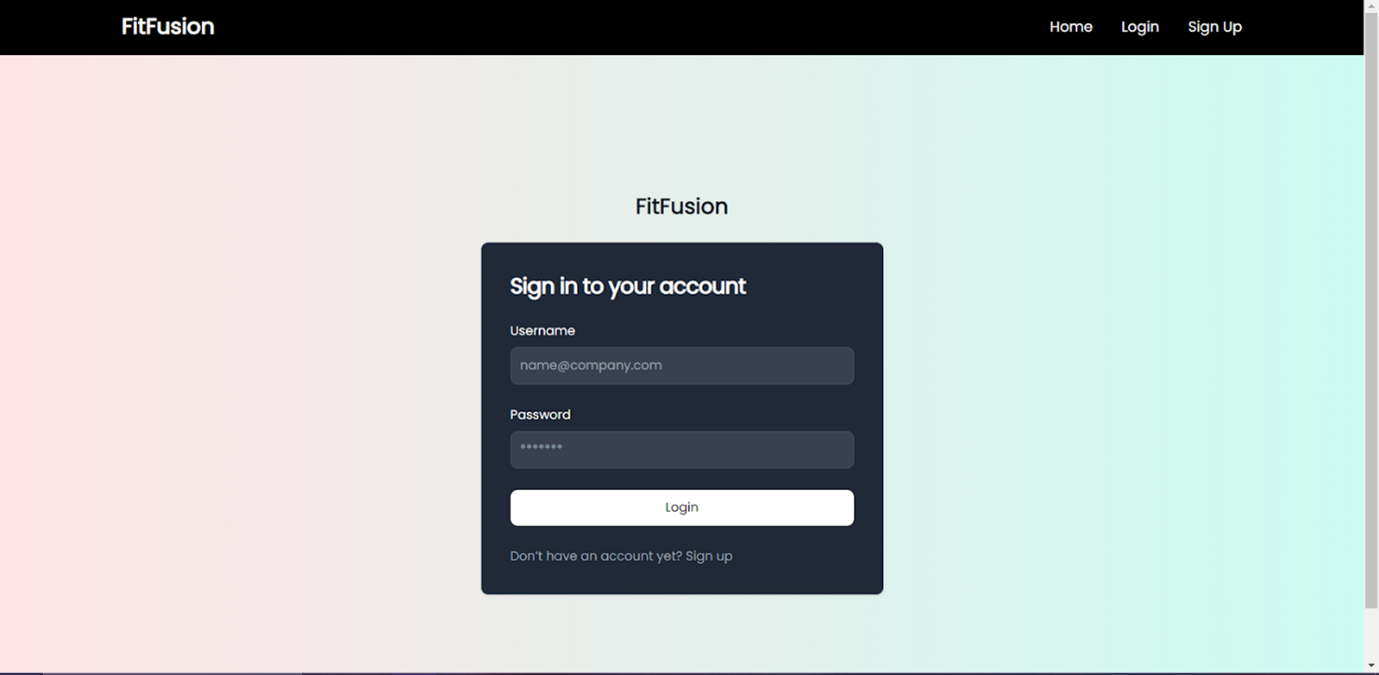 FitFusion
Home Login Sign Up
FitFusion
Sign in to your account
Username
name@company.com
Password
•••••••
Login
Don’t have an account yet? Sign up